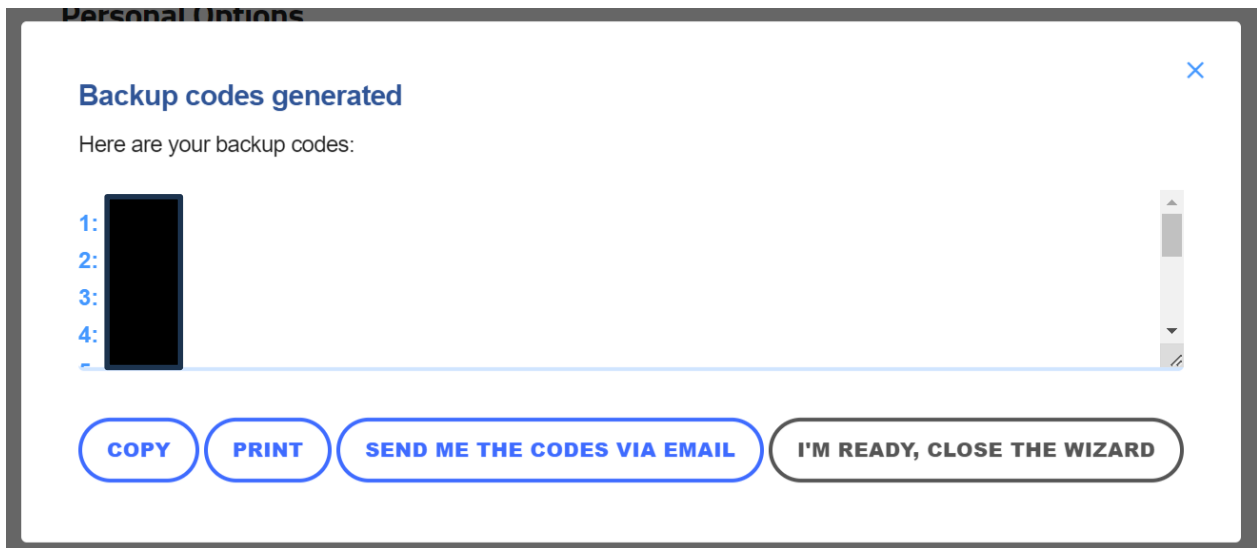 Personal Options
Backup codes generated
Here are your backup codes:
1:
2:
3:
4:
COPY PRINT SEND ME THE CODES VIA EMAIL I'M READY, CLOSE THE WIZARD